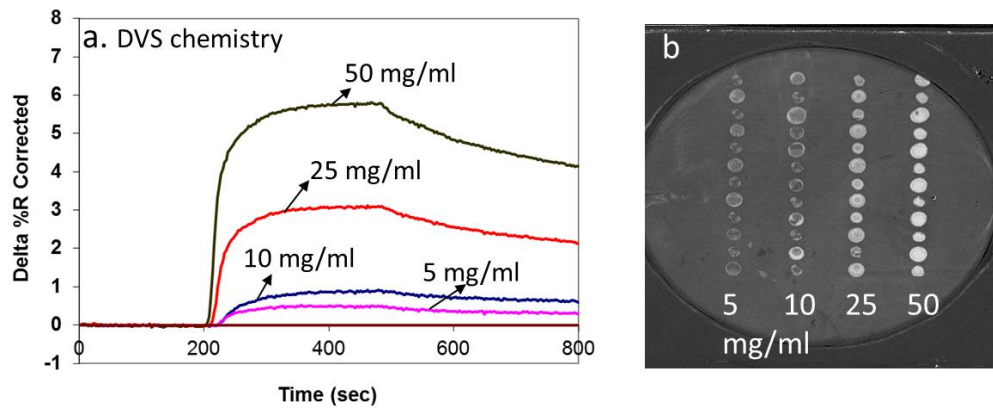 a. DVS chemistry
8
7
6
5
4
3
2
1
0
-1
Delta %R Corrected
50 mg/ml
25 mg/ml
10 mg/ml
5 mg/ml
0 200 400 600 800
Time (sec)
b
5 10 25 50
mg/ml